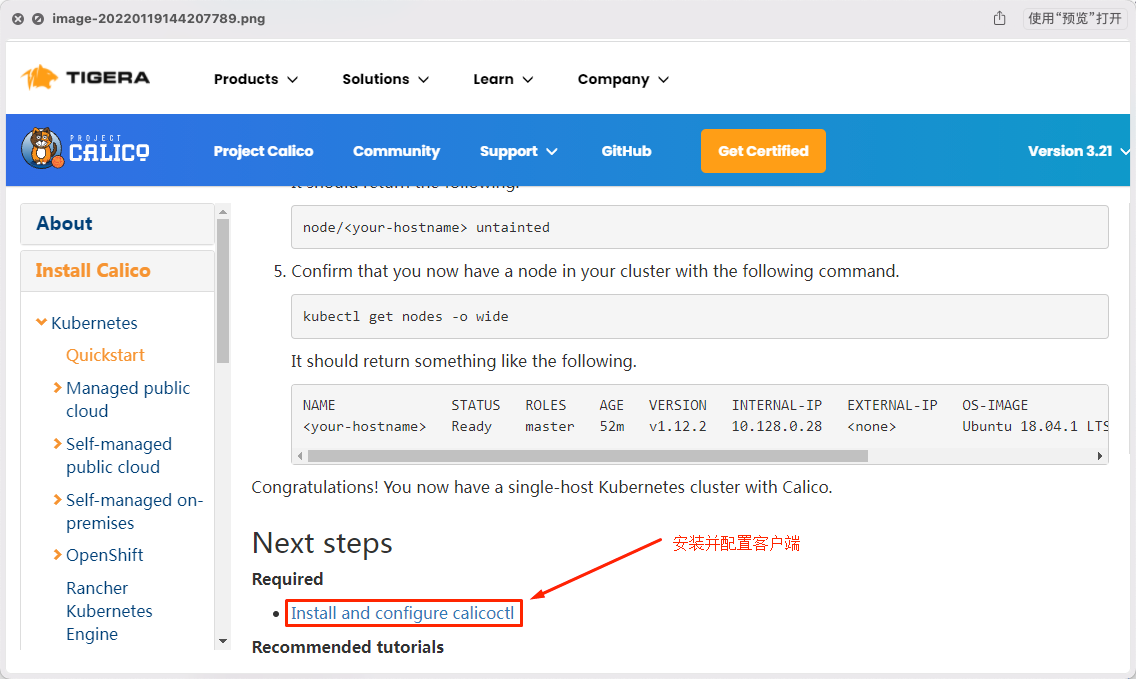 image-20220119144207789.png
使用“预览”打开
TIGERA
Products
Solutions
Learn
Company
PROJECT
CALICO
Project Calico
Community
Support
GitHub
Get Certified
Version 3.21
About
Install Calico
Kubernetes
Quickstart
Managed public
cloud
Self-managed
public cloud
Self-managed on-
premises
OpenShift
Rancher
Kubernetes
Engine
It should return the following.
node/<your-hostname> untainted
5. Confirm that you now have a node in your cluster with the following command.
kubectl get nodes -o wide
It should return something like the following.
NAME STATUS ROLES AGE VERSION INTERNAL-IP EXTERNAL-IP OS-IMAGE
<your-hostname> Ready master 52m v1.12.2 10.128.0.28 <none> Ubuntu 18.04.1 LTS
Congratulations! You now have a single-host Kubernetes cluster with Calico.
Next steps
安装并配置客户端
Required
• Install and configure calicoctl
Recommended tutorials